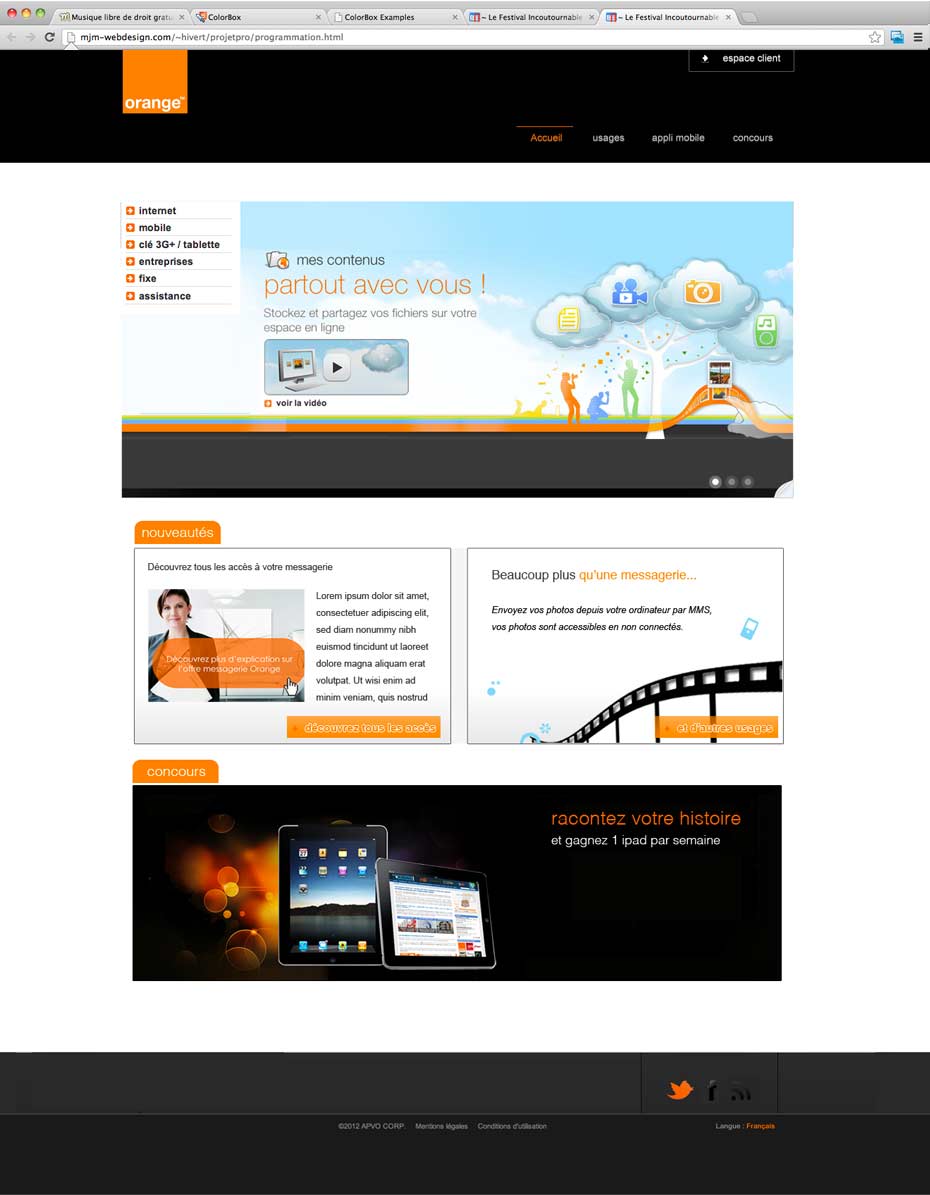 Musique libre de droit gratu
ColorBox
ColorBox Examples
~ Le Festival Incoutournable
~ Le Festival Incoutournable
mjm-webdesign.com/~hivert/projetpro/programmation.html
espace client
orange™
Accueil
usages
appli mobile
concours
internet
mobile
clé 3G+ / tablette
entreprises
fixe
assistance
mes contenus
partout avec vous !
Stockez et partagez vos fichiers sur votre
espace en ligne
voir la vidéo
nouveautés
Découvrez tous les accès à votre messagerie
Lorem ipsum dolor sit amet,
consectetuer adipiscing elit,
sed diam nonummy nibh
euismod tincidunt ut laoreet
dolore magna aliquam erat
volutpat. Ut wisi enim ad
minim veniam, quis nostrud
Découvrez plus d'explication sur
l'offre messagerie Orange
découvrez tous les accès
Beaucoup plus qu'une messagerie...
Envoyez vos photos depuis votre ordinateur par MMS,
vos photos sont accessibles en non connectés.
et d'autres usages
concours
racontez votre histoire
et gagnez 1 ipad par semaine
©2012 APVO CORP.
Mentions légales
Conditions d'utilisation
Langue : Français